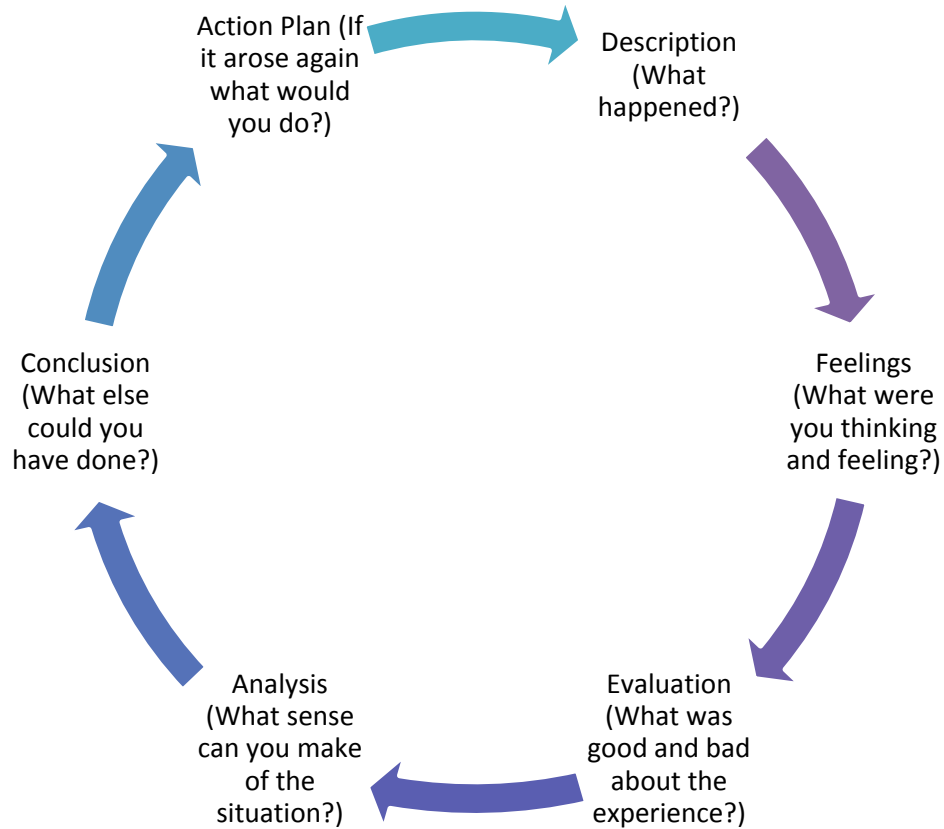 Action Plan (If
it arose again
what would
you do?)
Description
(What
happened?)
Feelings
(What were
you thinking
and feeling?)
Evaluation
(What was
good and bad
about the
experience?)
Analysis
(What sense
can you make
of the
situation?)
Conclusion
(What else
could you
have done?)